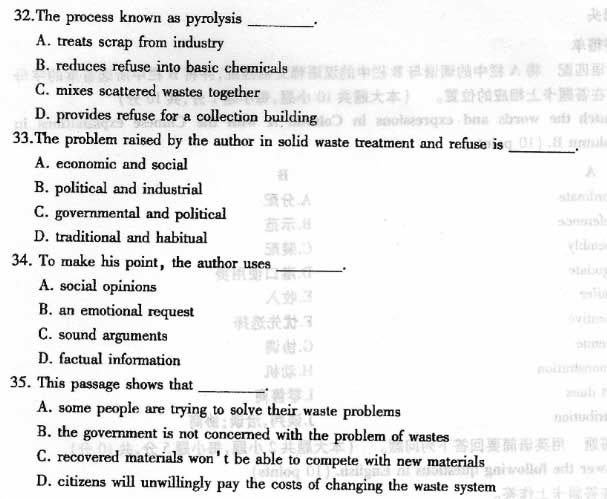 32.The process known as pyrolysis ________.
A. treats scrap from industry
B. reduces refuse into basic chemicals
C. mixes scattered wastes together
D. provides refuse for a collection building
33.The problem raised by the author in solid waste treatment and refuse is ________.
A. economic and social
B. political and industrial
C. governmental and political
D. traditional and habitual
34. To make his point, the author uses ________.
A. social opinions
B. an emotional request
C. sound arguments
D. factual information
35. This passage shows that ________.
A. some people are trying to solve their waste problems
B. the government is not concerned with the problem of wastes
C. recovered materials won't be able to compete with new materials
D. citizens will unwillingly pay the costs of changing the waste system